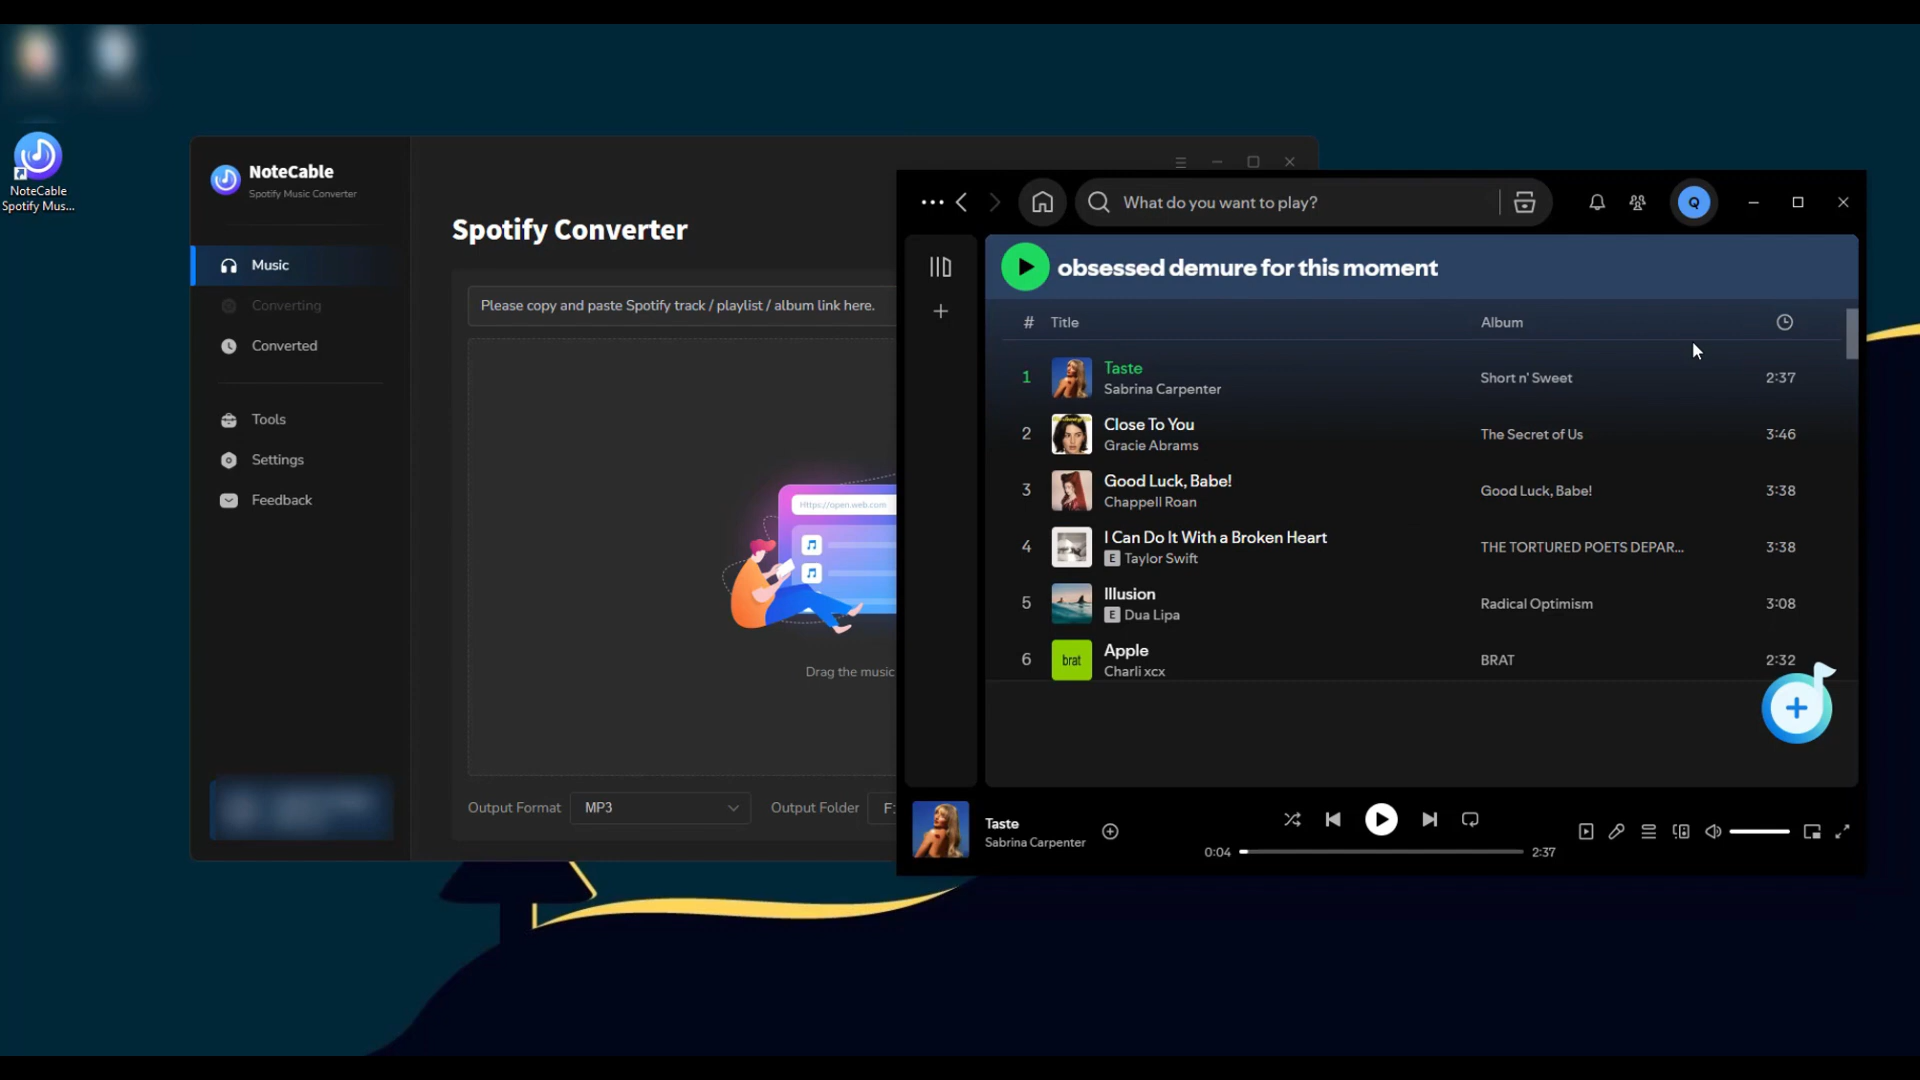 NoteCable
Spotify Mus...
NoteCable
Spotify Music Converter
Music
Converting
Converted
Tools
Settings
Feedback
Spotify Converter
Please copy and paste Spotify track / playlist / album link here.
Https://open.web.com
Drag the music
Output Format
MP3
Output Folder
F:
What do you want to play?
Q
obsessed demure for this moment
# Title Album
1 Taste Short n' Sweet 2:37
Sabrina Carpenter
2 Close To You The Secret of Us 3:46
Gracie Abrams
3 Good Luck, Babe! Good Luck, Babe! 3:38
Chappell Roan
4 I Can Do It With a Broken Heart THE TORTURED POETS DEPAR... 3:38
E Taylor Swift
5 Illusion Radical Optimism 3:08
E Dua Lipa
brat
6 Apple BRAT 2:32
Charli xcx
Taste
Sabrina Carpenter
0:04
2:37